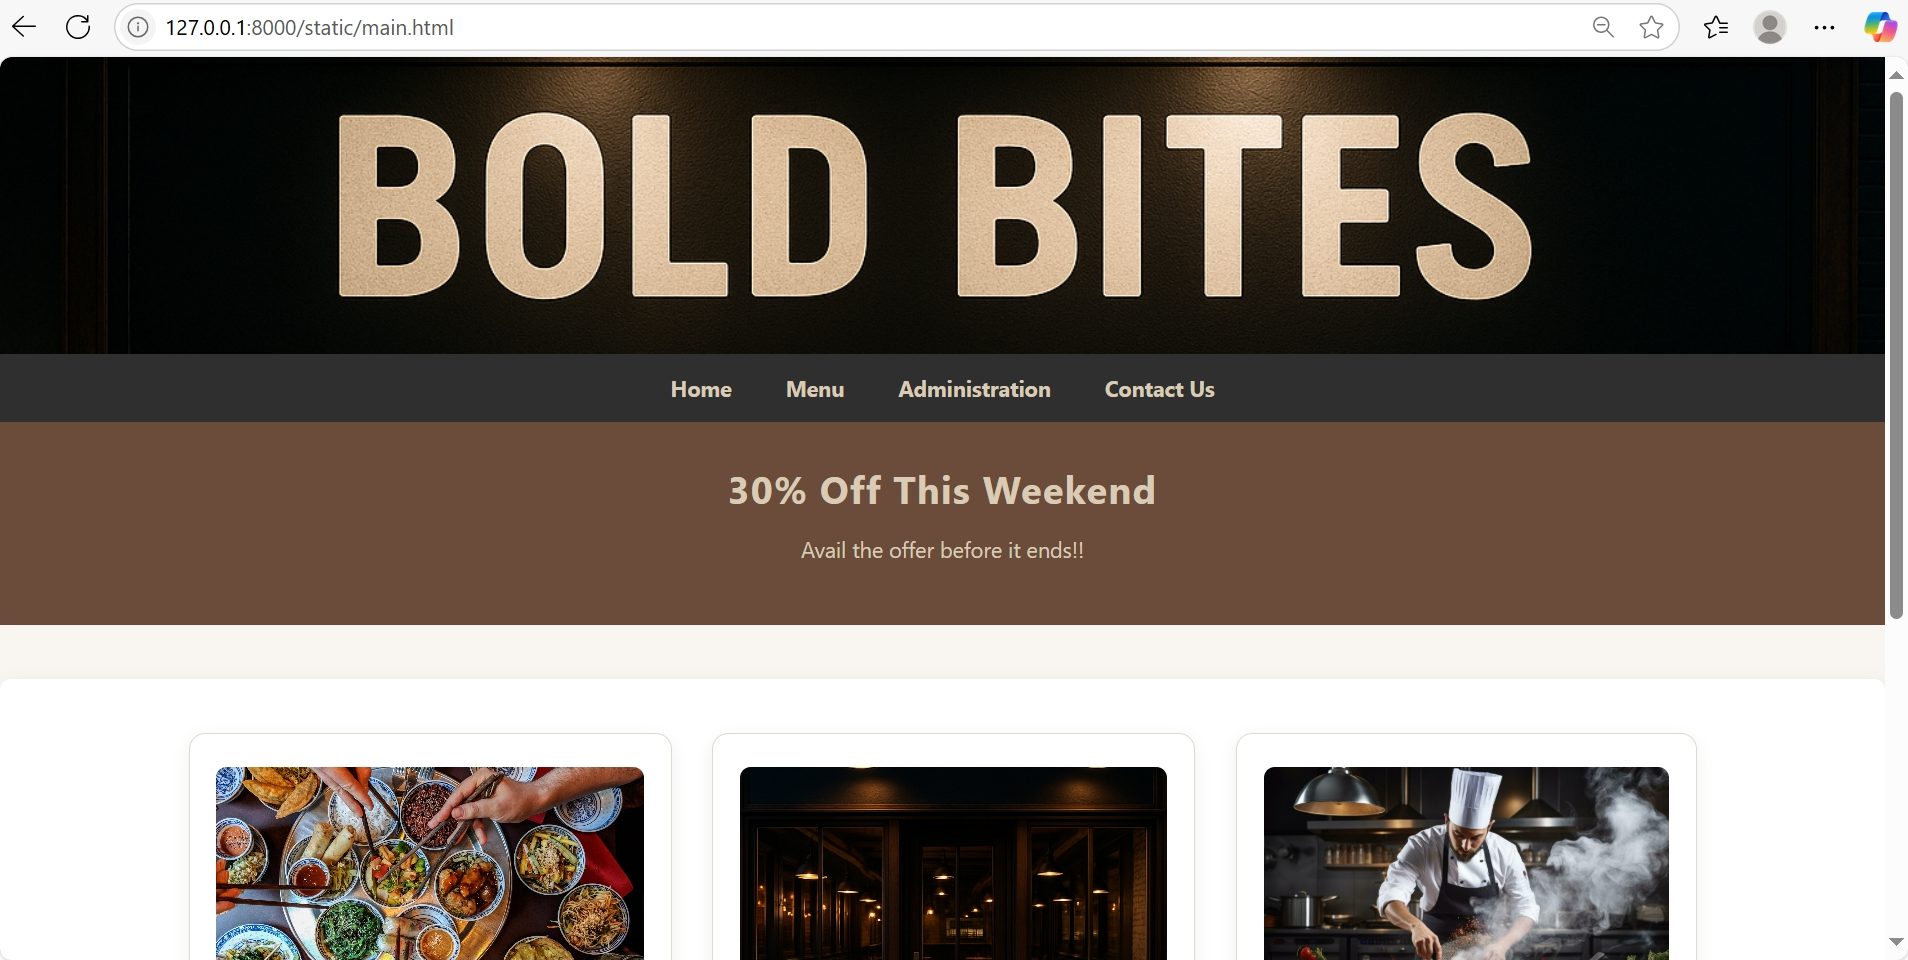 127.0.0.1:8000/static/main.html
BOLD BITES
Home Menu Administration Contact Us
30% Off This Weekend
Avail the offer before it ends!!